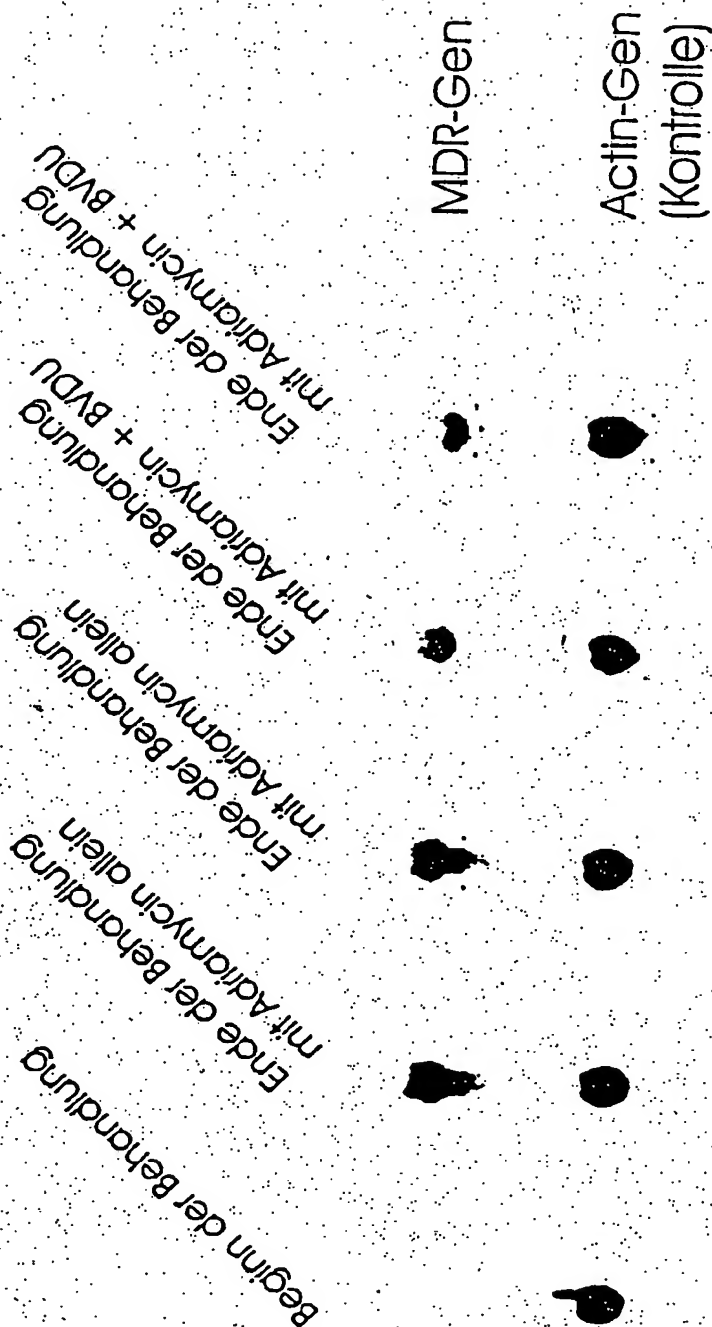 Beginn der Behandlung
Ende der Behandlung
mit Adriamycin allein
Ende der Behandlung
mit Adriamycin allein
Ende der Behandlung
mit Adriamycin + BVDU
Ende der Behandlung
mit Adriamycin + BVDU
MDR-Gen
Actin-Gen
(Kontrolle)